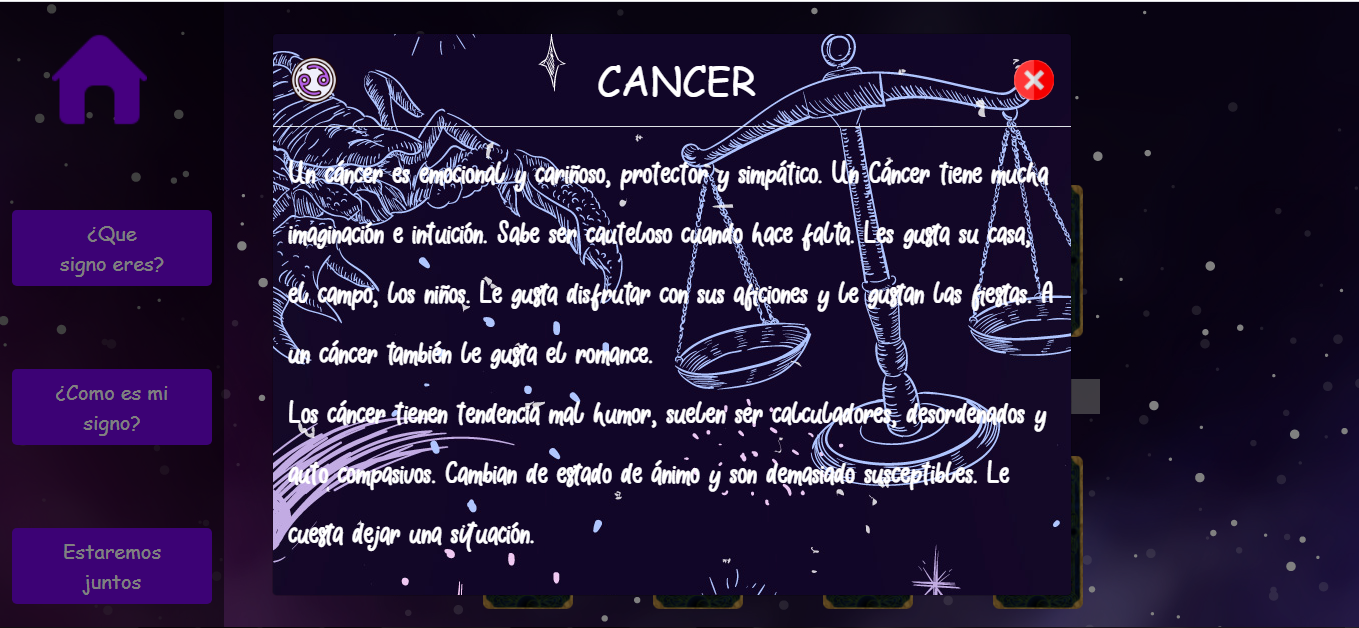 CANCER
¿Que
signo eres?
¿Como es mi
signo?
Estaremos
juntos
Un cáncer es emocional y cariñoso, protector y simpático. Un Cáncer tiene mucha
imaginación e intuición. Sabe ser cauteloso cuando hace falta. Les gusta su casa,
el campo, los niños. Le gusta disfrutar con sus aficiones y le gustan las fiestas. A
un cáncer también le gusta el romance.
Los cáncer tienen tendencia mal humor, suelen ser calculadores, desordenados y
auto compasivos. Cambian de estado de ánimo y son demasiado susceptibles. Le
cuesta dejar una situación.